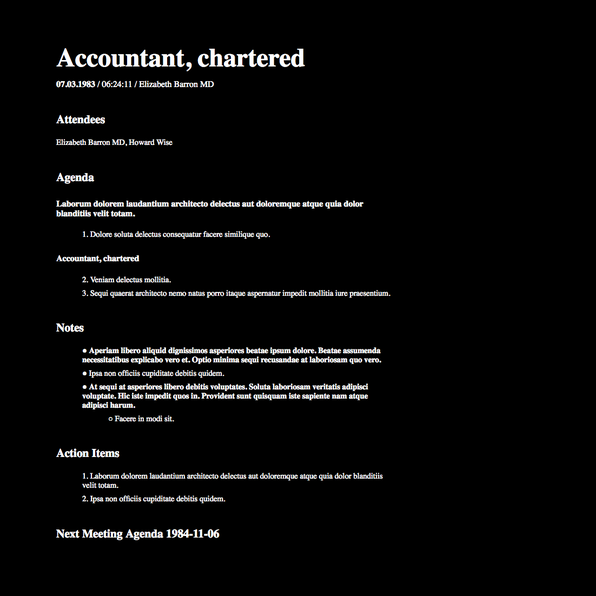 Accountant, chartered
07.03.1983 / 06:24:11 / Elizabeth Barron MD
Attendees
Elizabeth Barron MD, Howard Wise
Agenda
Laborum dolorem laudantium architecto delectus aut doloremque atque quia dolor
blanditiis velit totam.
1. Dolore soluta delectus consequatur facere similique quo.
Accountant, chartered
2. Veniam delectus mollitia.
3. Sequi quaerat architecto nemo natus porro itaque aspernatur impedit mollitia iure praesentium.
Notes
● Aperiam libero aliquid dignissimos asperiores beatae ipsum dolore. Beatae assumenda
necessitatibus explicabo vero et. Optio minima sequi recusandae at laboriosam quo vero.
● Ipsa non officiis cupiditate debitis quidem.
● At sequi at asperiores libero debitis voluptates. Soluta laboriosam veritatis adipisci
voluptate. Hic iste impedit quos in. Provident sunt quisquam iste sapiente nam atque
adipisci harum.
○ Facere in modi sit.
Action Items
1. Laborum dolorem laudantium architecto delectus aut doloremque atque quia dolor blanditiis
velit totam.
2. Ipsa non officiis cupiditate debitis quidem.
Next Meeting Agenda 1984-11-06